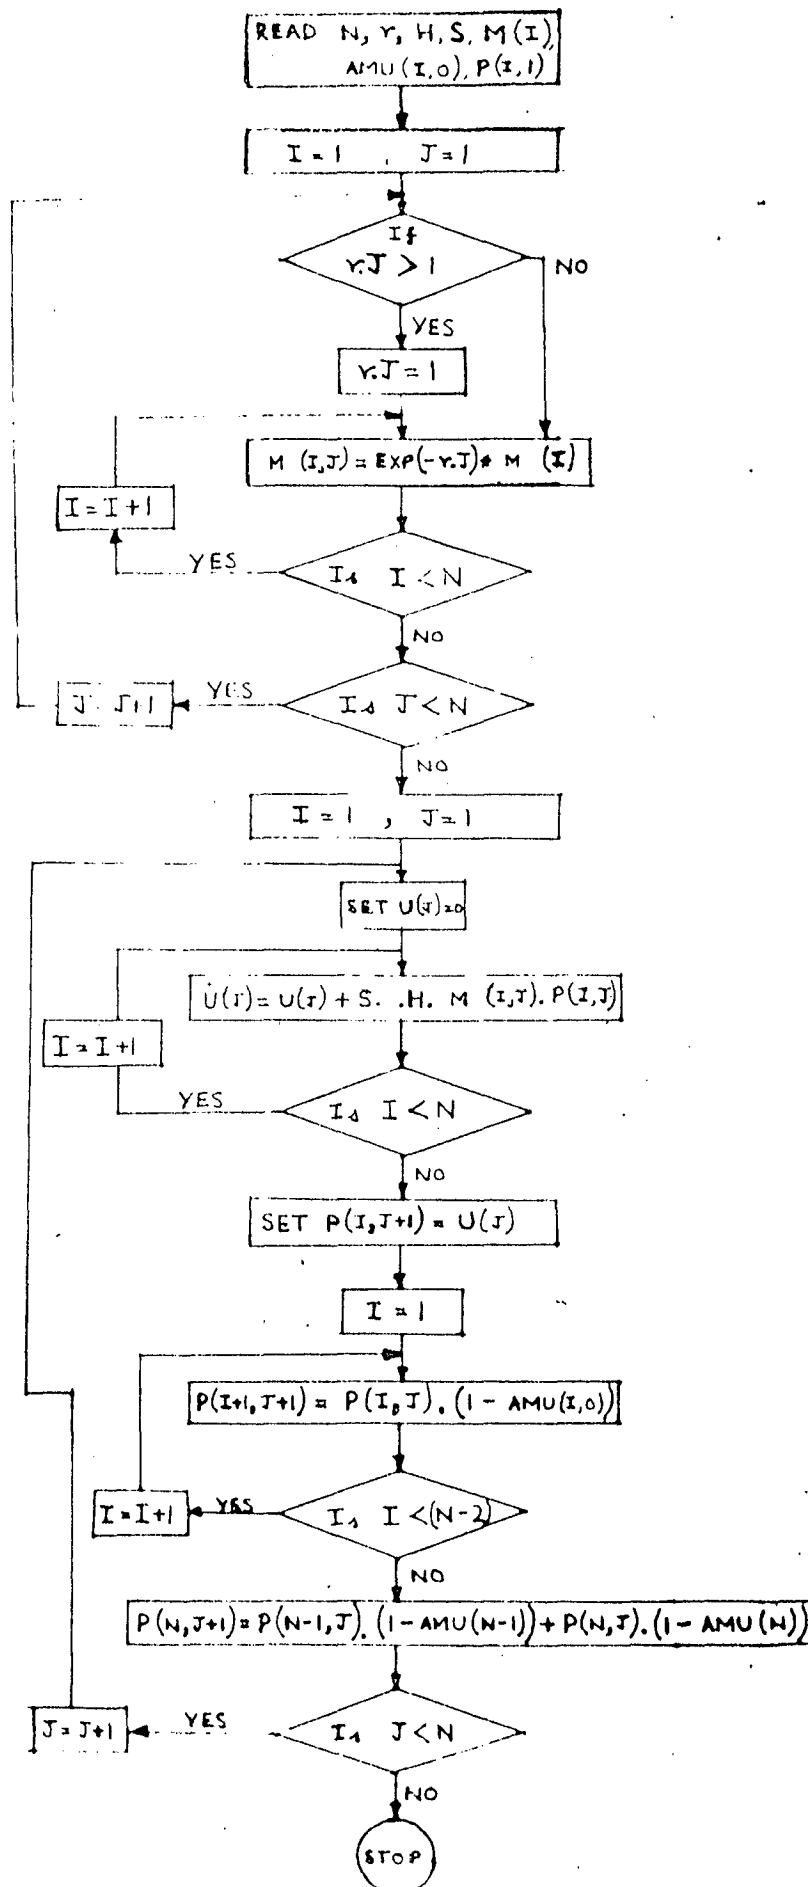 READ N, r, H, S, M(I),
AMU(I,0), P(I,1)
I=1 , J=1
If
r.J > 1
NO
YES
r.J = 1
M (I,J) = EXP(-r.J)* M (I)
I = I+1
YES
Is I < N
NO
J J+1
YES
Is J < N
NO
I = 1 , J = 1
SET U(J)=0
U(J) = U(J) + S. .H. M (I,J). P(I,J)
I = I+1
YES
Is I < N
NO
SET P(I,J+1) = U(J)
I = 1
P(I+1,J+1) = P(I,J). (1 - AMU(I,0))
I = I+1
YES
Is I <(N-2)
NO
P(N,J+1)=P(N-1,J). (1-AMU(N-1))+P(N,J).(1-AMU(N))
J = J+1
YES
Is J < N
NO
STOP